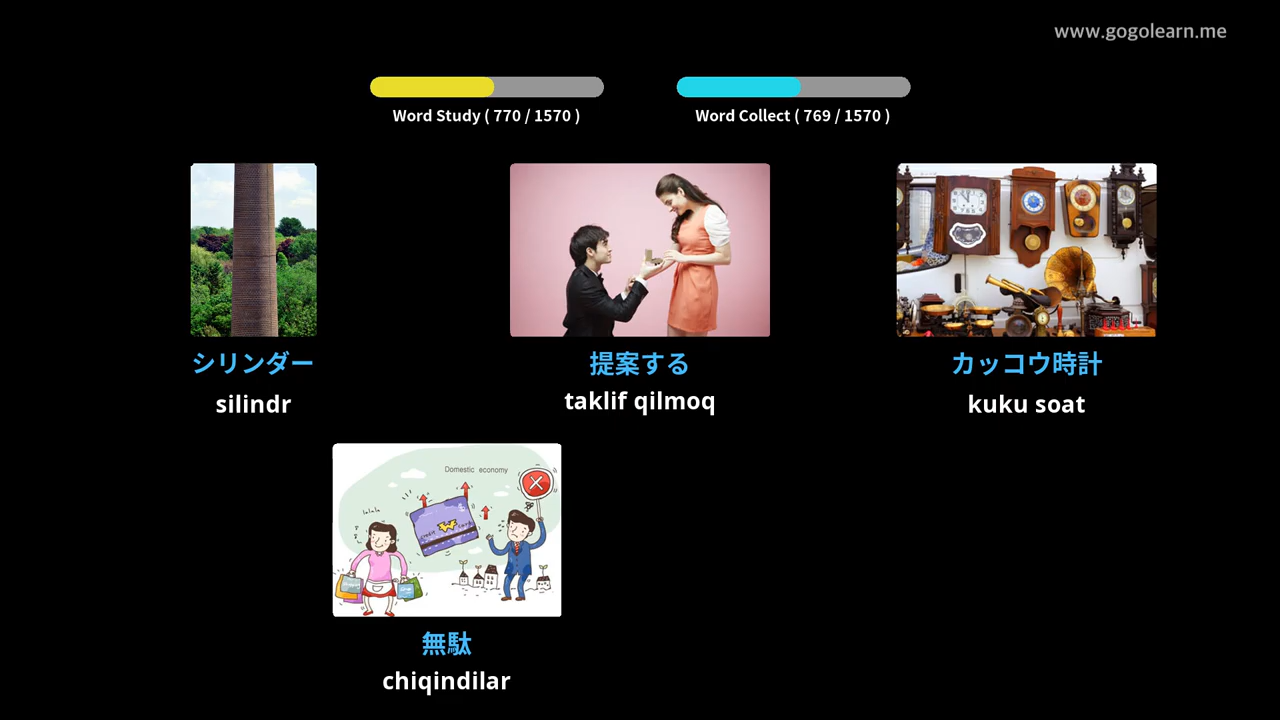 www.gogolearn.me
Word Study ( 770 / 1570 )
Word Collect ( 769 / 1570 )
シリンダー
提案する
カッコウ時計
silindr
taklif qilmoq
kuku soat
Domestic economy
lalala
無駄
chiqindilar